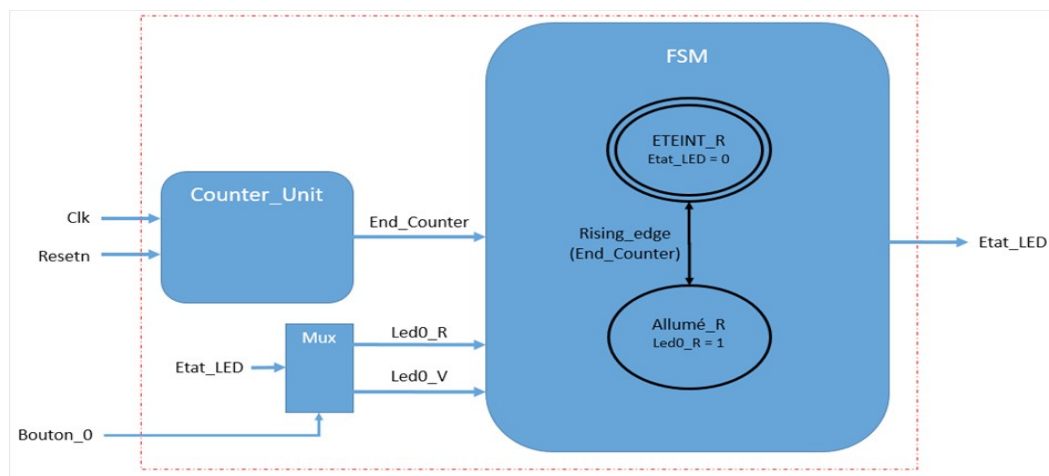 FSM
ETEINT_R
Etat_LED = 0
Counter_Unit
Clk
End_Counter
Rising_edge
(End_Counter)
Etat_LED
Resetn
Allumé_R
Led0_R = 1
Mux
Led0_R
Etat_LED
Led0_V
Bouton_0